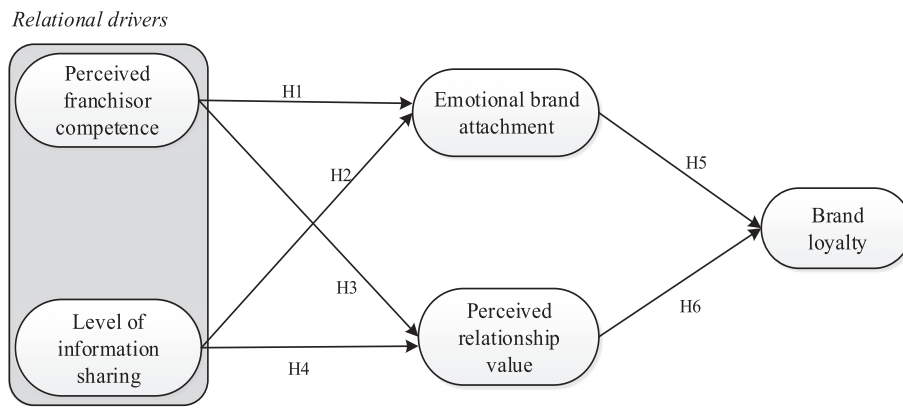 Relational drivers
Perceived
franchisor
competence
H1
Emotional brand
attachment
H2
H5
Brand
loyalty
H3
Level of
information
sharing
H4
Perceived
relationship
value
H6